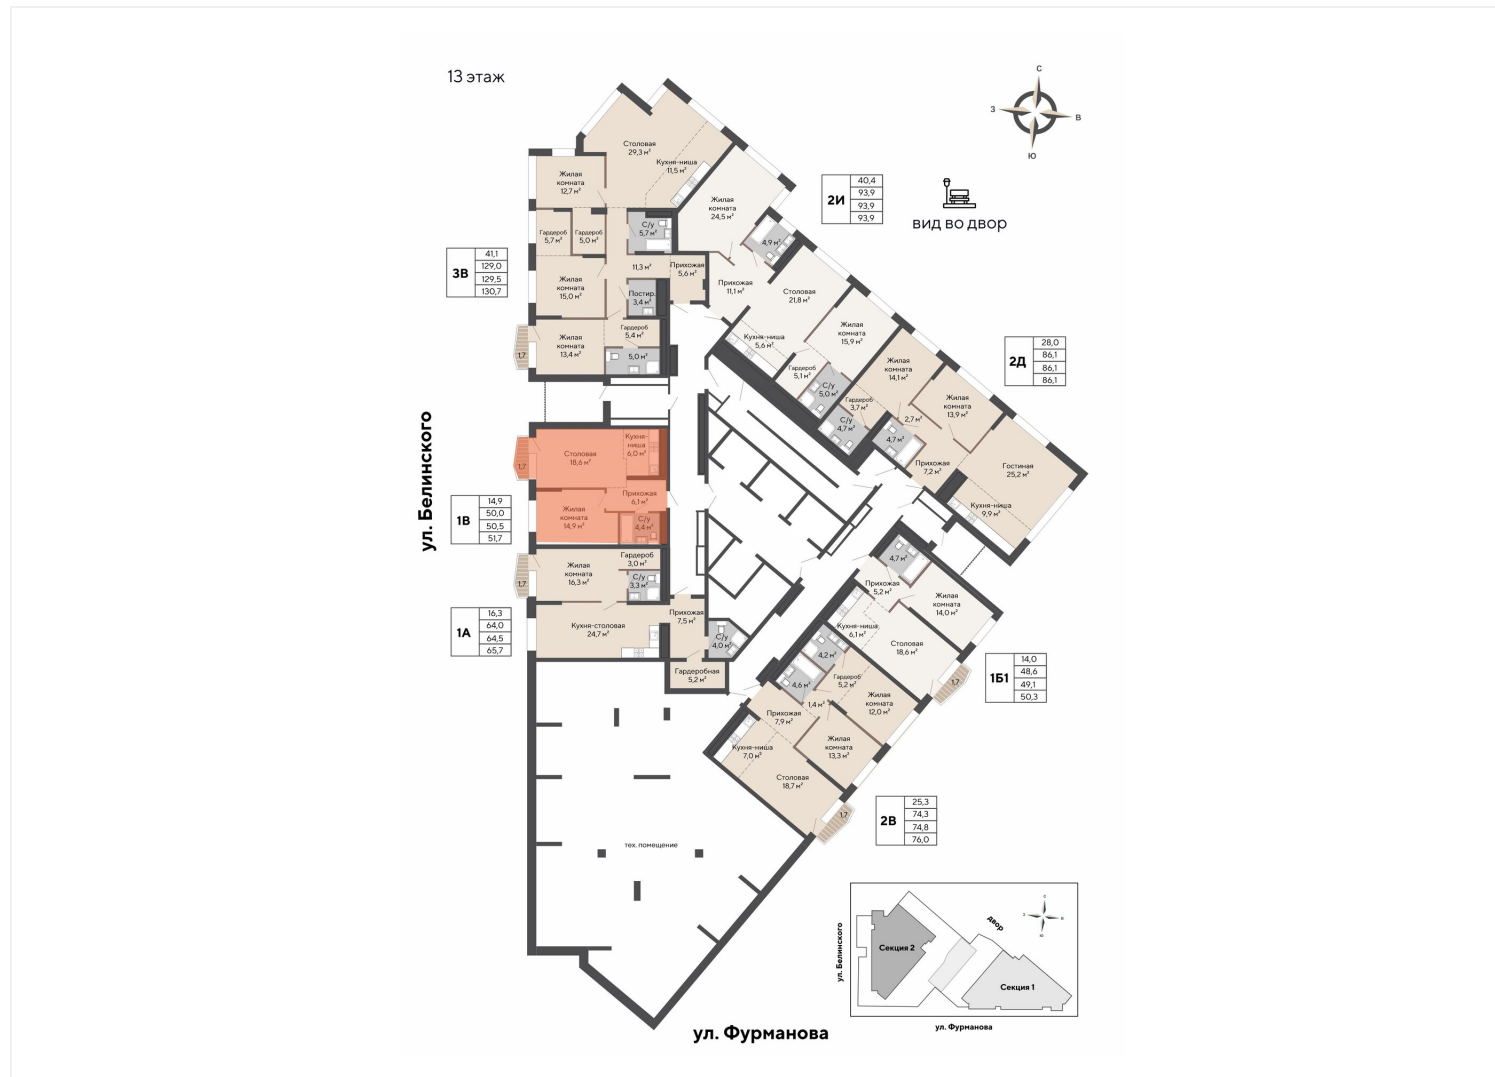 13 этаж
С
З
В
Ю
Столовая
29,3 м²
Кухня-ниша
11,5 м²
Жилая
комната
12,7 м²
Жилая
комната
24,5 м²
2И
40,4
93,9
93,9
93,9
вид во двор
С/у
5,7 м²
Гардероб
5,7 м²
Гардероб
5,0 м²
4,9 м²
3В
41,1
129,0
129,5
130,7
11,3 м²
Прихожая
5,6 м²
Жилая
комната
15,0 м²
Постир.
3,4 м²
Прихожая
11,1 м²
Столовая
21,8 м²
Жилая
комната
13,4 м²
Гардероб
5,4 м²
5,0 м²
1,7
Кухня-ниша
5,6 м²
Жилая
комната
15,9 м²
Гардероб
5,1 м²
С/у
5,0 м²
Жилая
комната
14,1 м²
2Д
28,0
86,1
86,1
86,1
Гардероб
3,7 м²
С/у
4,7 м²
2,7 м²
Жилая
комната
13,9 м²
4,7 м²
Прихожая
7,2 м²
Гостиная
25,2 м²
Кухня-ниша
9,9 м²
ул. Белинского
Столовая
18,6 м²
Кухня-
ниша
6,0 м²
1,7
1В
14,9
50,0
50,5
51,7
Прихожая
6,1 м²
Жилая
комната
14,9 м²
С/у
4,4 м²
Жилая
комната
16,3 м²
Гардероб
3,0 м²
С/у
3,3 м²
1,7
1А
16,3
64,0
64,5
65,7
Кухня-столовая
24,7 м²
Прихожая
7,5 м²
С/у
4,0 м²
Гардеробная
5,2 м²
4,7 м²
Прихожая
5,2 м²
Жилая
комната
14,0 м²
Кухня-ниша
6,1 м²
Столовая
18,6 м²
1,7
1Б1
14,0
48,6
49,1
50,3
4,2 м²
4,6 м²
Гардероб
5,2 м²
1,4 м²
Жилая
комната
12,0 м²
Прихожая
7,9 м²
Кухня-ниша
7,0 м²
Жилая
комната
13,3 м²
Столовая
18,7 м²
1,7
2В
25,3
74,3
74,8
76,0
тех. помещение
ул. Фурманова
ул. Белинского
Секция 2
двор
С
З
В
Ю
Секция 1
ул. Фурманова